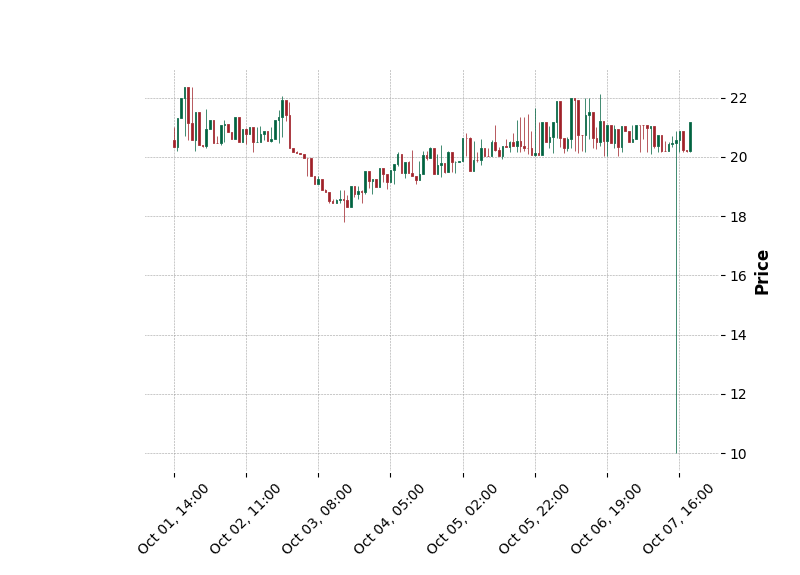 22
20
18
16
14
12
10
Price
Oct 01, 14:00
Oct 02, 11:00
Oct 03, 08:00
Oct 04, 05:00
Oct 05, 02:00
Oct 05, 22:00
Oct 06, 19:00
Oct 07, 16:00